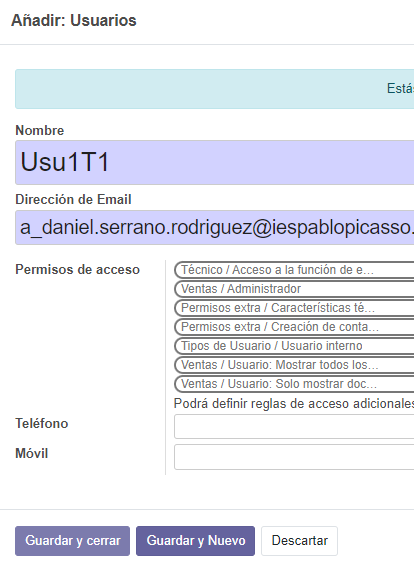 Añadir: Usuarios
Está
Nombre
Usu1T1
Dirección de Email
a_daniel.serrano.rodriguez@iespablopicasso.
Permisos de acceso
Técnico / Acceso a la función de e...
Ventas / Administrador
Permisos extra / Características té...
Permisos extra / Creación de conta...
Tipos de Usuario / Usuario interno
Ventas / Usuario: Mostrar todos los...
Ventas / Usuario: Solo mostrar doc...
Podrá definir reglas de acceso adicionales
Teléfono
Móvil
Guardar y cerrar Guardar y Nuevo Descartar